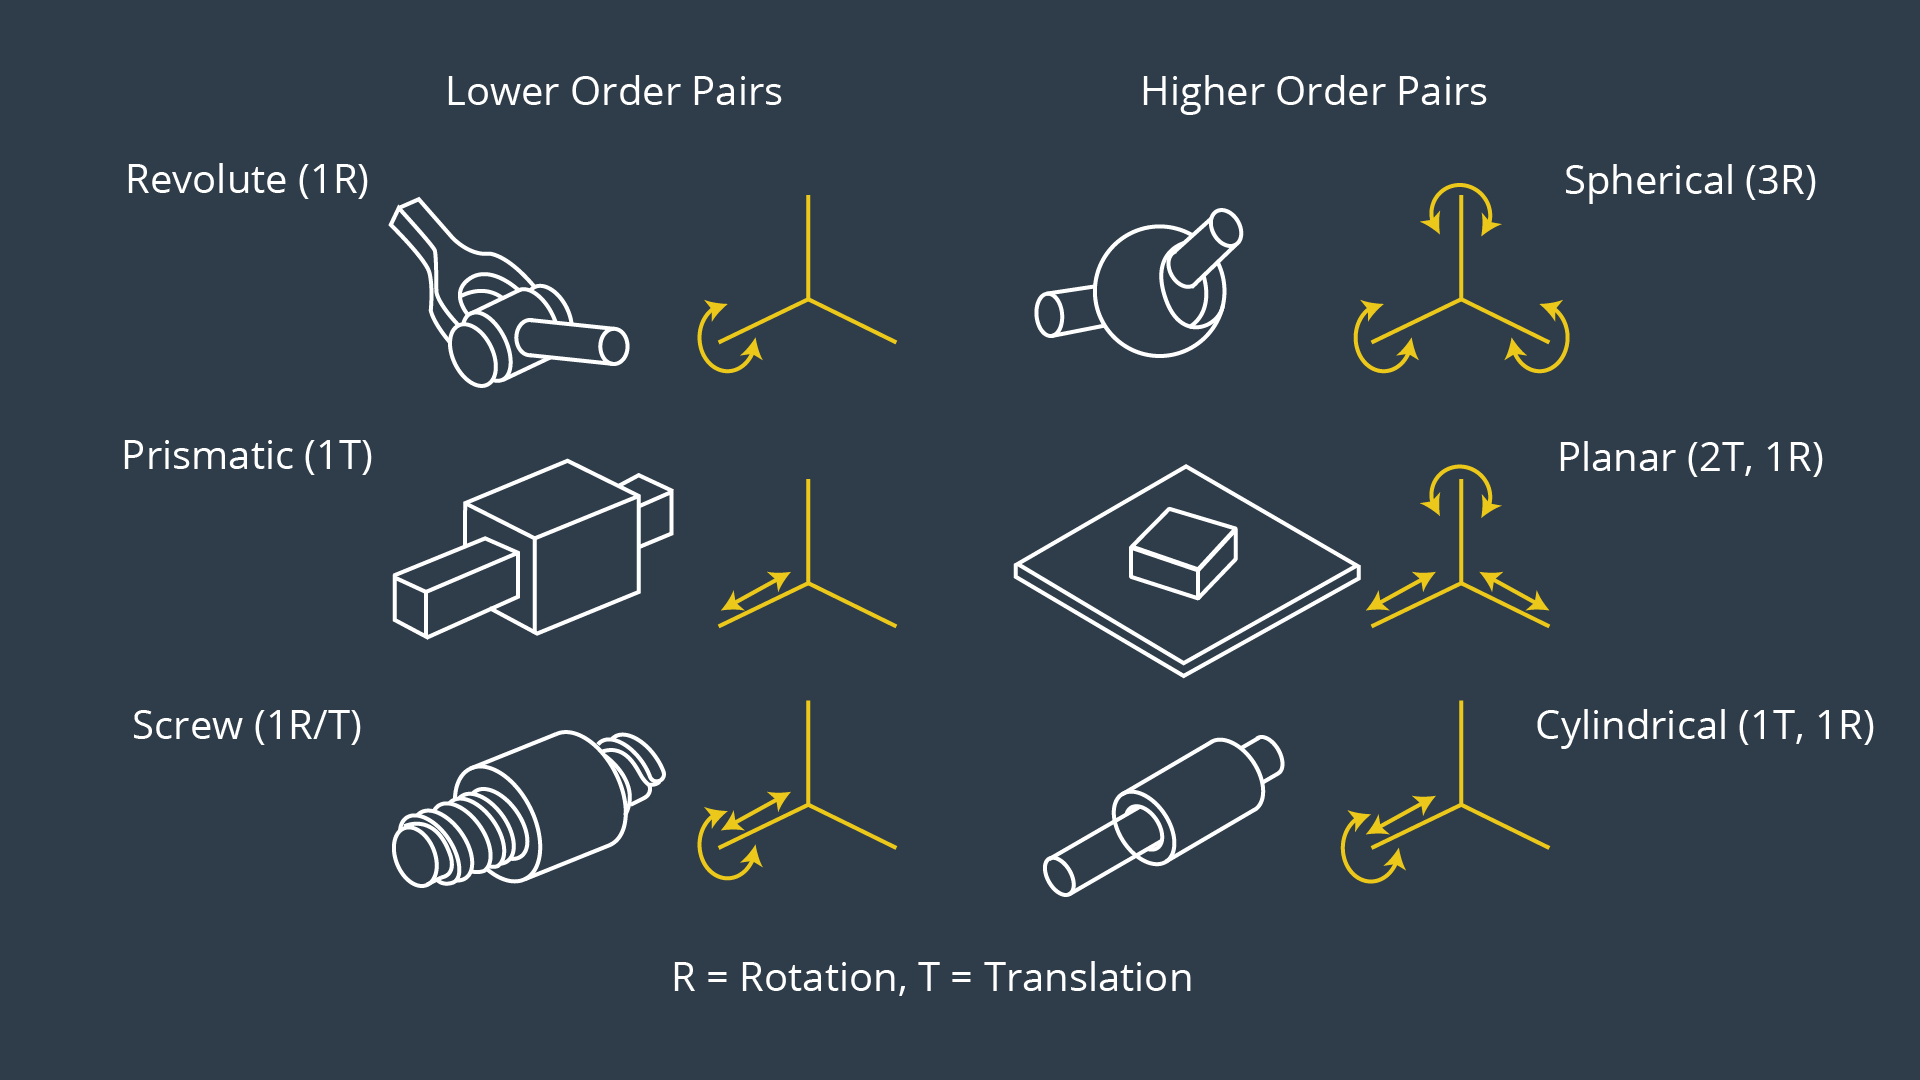 Lower Order Pairs
Higher Order Pairs
Revolute (1R)
Spherical (3R)
Prismatic (1T)
Planar (2T, 1R)
Screw (1R/T)
Cylindrical (1T, 1R)
R = Rotation, T = Translation